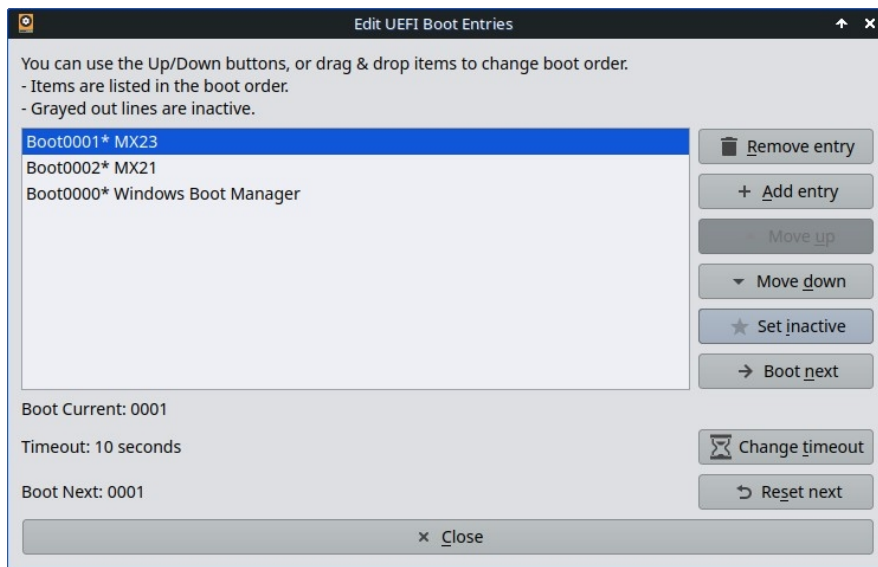 Edit UEFI Boot Entries
You can use the Up/Down buttons, or drag & drop items to change boot order.
- Items are listed in the boot order.
- Grayed out lines are inactive.
Boot0001* MX23
Boot0002* MX21
Boot0000* Windows Boot Manager
Remove entry
+ Add entry
Move up
Move down
Set inactive
Boot next
Boot Current: 0001
Timeout: 10 seconds
Change timeout
Boot Next: 0001
Reset next
Close